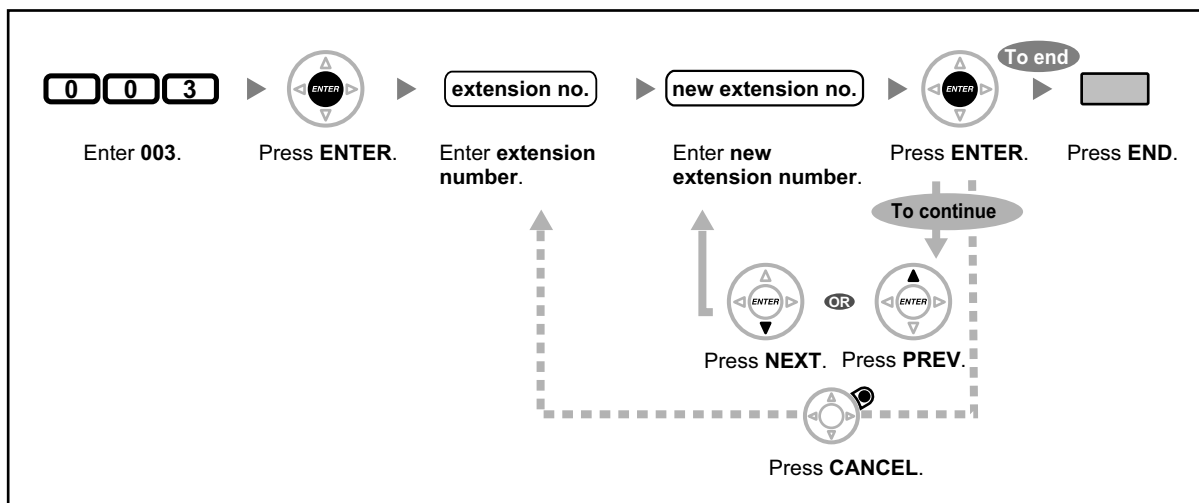 To end
0 0 3 ENTER extension no. new extension no. ENTER
Enter 003. Press ENTER. Enter extension number. Enter new extension number. Press ENTER. Press END.
To continue
ENTER OR ENTER
Press NEXT. Press PREV.
Press CANCEL.